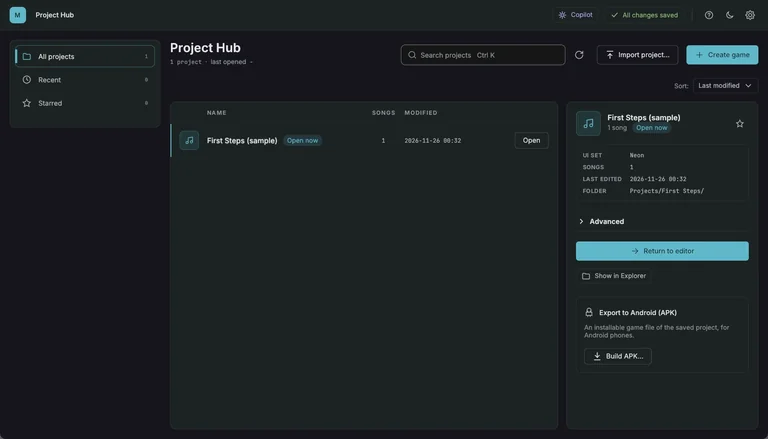 M Project Hub
Copilot
All changes saved
All projects 1
Recent 0
Starred 0
Project Hub
1 project · last opened -
Search projects Ctrl K
Import project...
+ Create game
Sort: Last modified
NAME SONGS MODIFIED
First Steps (sample) Open now 1 2026-11-26 00:32 Open
First Steps (sample)
1 song Open now
UI SET Neon
SONGS 1
LAST EDITED 2026-11-26 00:32
FOLDER Projects/First Steps/
Advanced
Return to editor
Show in Explorer
Export to Android (APK)
An installable game file of the saved project, for
Android phones.
Build APK...